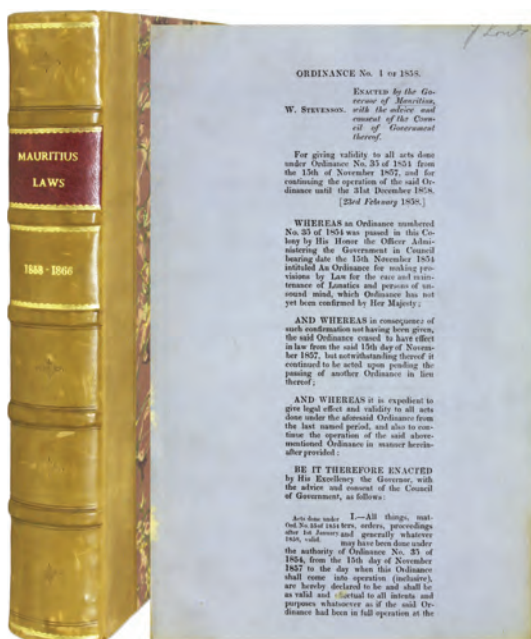 MAURITIUS
LAWS
1858-1866
ORDINANCE No. 1 OF 1858.
ENACTED by the Go-
vernor of Mauritius,
W. STEVENSON. with the advice and
consent of the Coun-
cil of Government
thereof.
For giving validity to all acts done
under Ordinance No. 35 of 1854 from
the 15th of November 1857, and for
continuing the operation of the said Or-
dinance until the 31st December 1858.
[23rd February 1858.]
WHEREAS an Ordinance numbered
No. 35 of 1854 was passed in this Co-
lony by His Honor the Officer Admi-
nistering the Government in Council
bearing date the 15th November 1854
intituled An Ordinance for making pro-
visions by Law for the care and main-
tenance of Lunatics and persons of un-
sound mind, which Ordinance has not
yet been confirmed by Her Majesty;
AND WHEREAS in consequence of
such confirmation not having been given,
the said Ordinance ceased to have effect
in law from the said 15th day of Novem-
ber 1857, but notwithstanding thereof it
continued to be acted upon pending the
passing of another Ordinance in lieu
thereof;
AND WHEREAS it is expedient to
give legal effect and validity to all acts
done under the aforesaid Ordinance from
the last named period, and also to con-
tinue the operation of the said above-
mentioned Ordinance in manner herein-
after provided:
BE IT THEREFORE ENACTED
by His Excellency the Governor, with
the advice and consent of the Council
of Government, as follows:
Acts done under
Ord. No. 35 of 1854
after 1st January
1858, valid.
I.—All things, mat-
ters, orders, proceedings
and generally whatever
may have been done under
the authority of Ordinance No. 35 of
1854, from the 15th day of November
1857 to the day when this Ordinance
shall come into operation (inclusive),
are hereby declared to be and shall be
as valid and effectual to all intents and
purposes whatsoever as if the said Or-
dinance had been in full operation at the